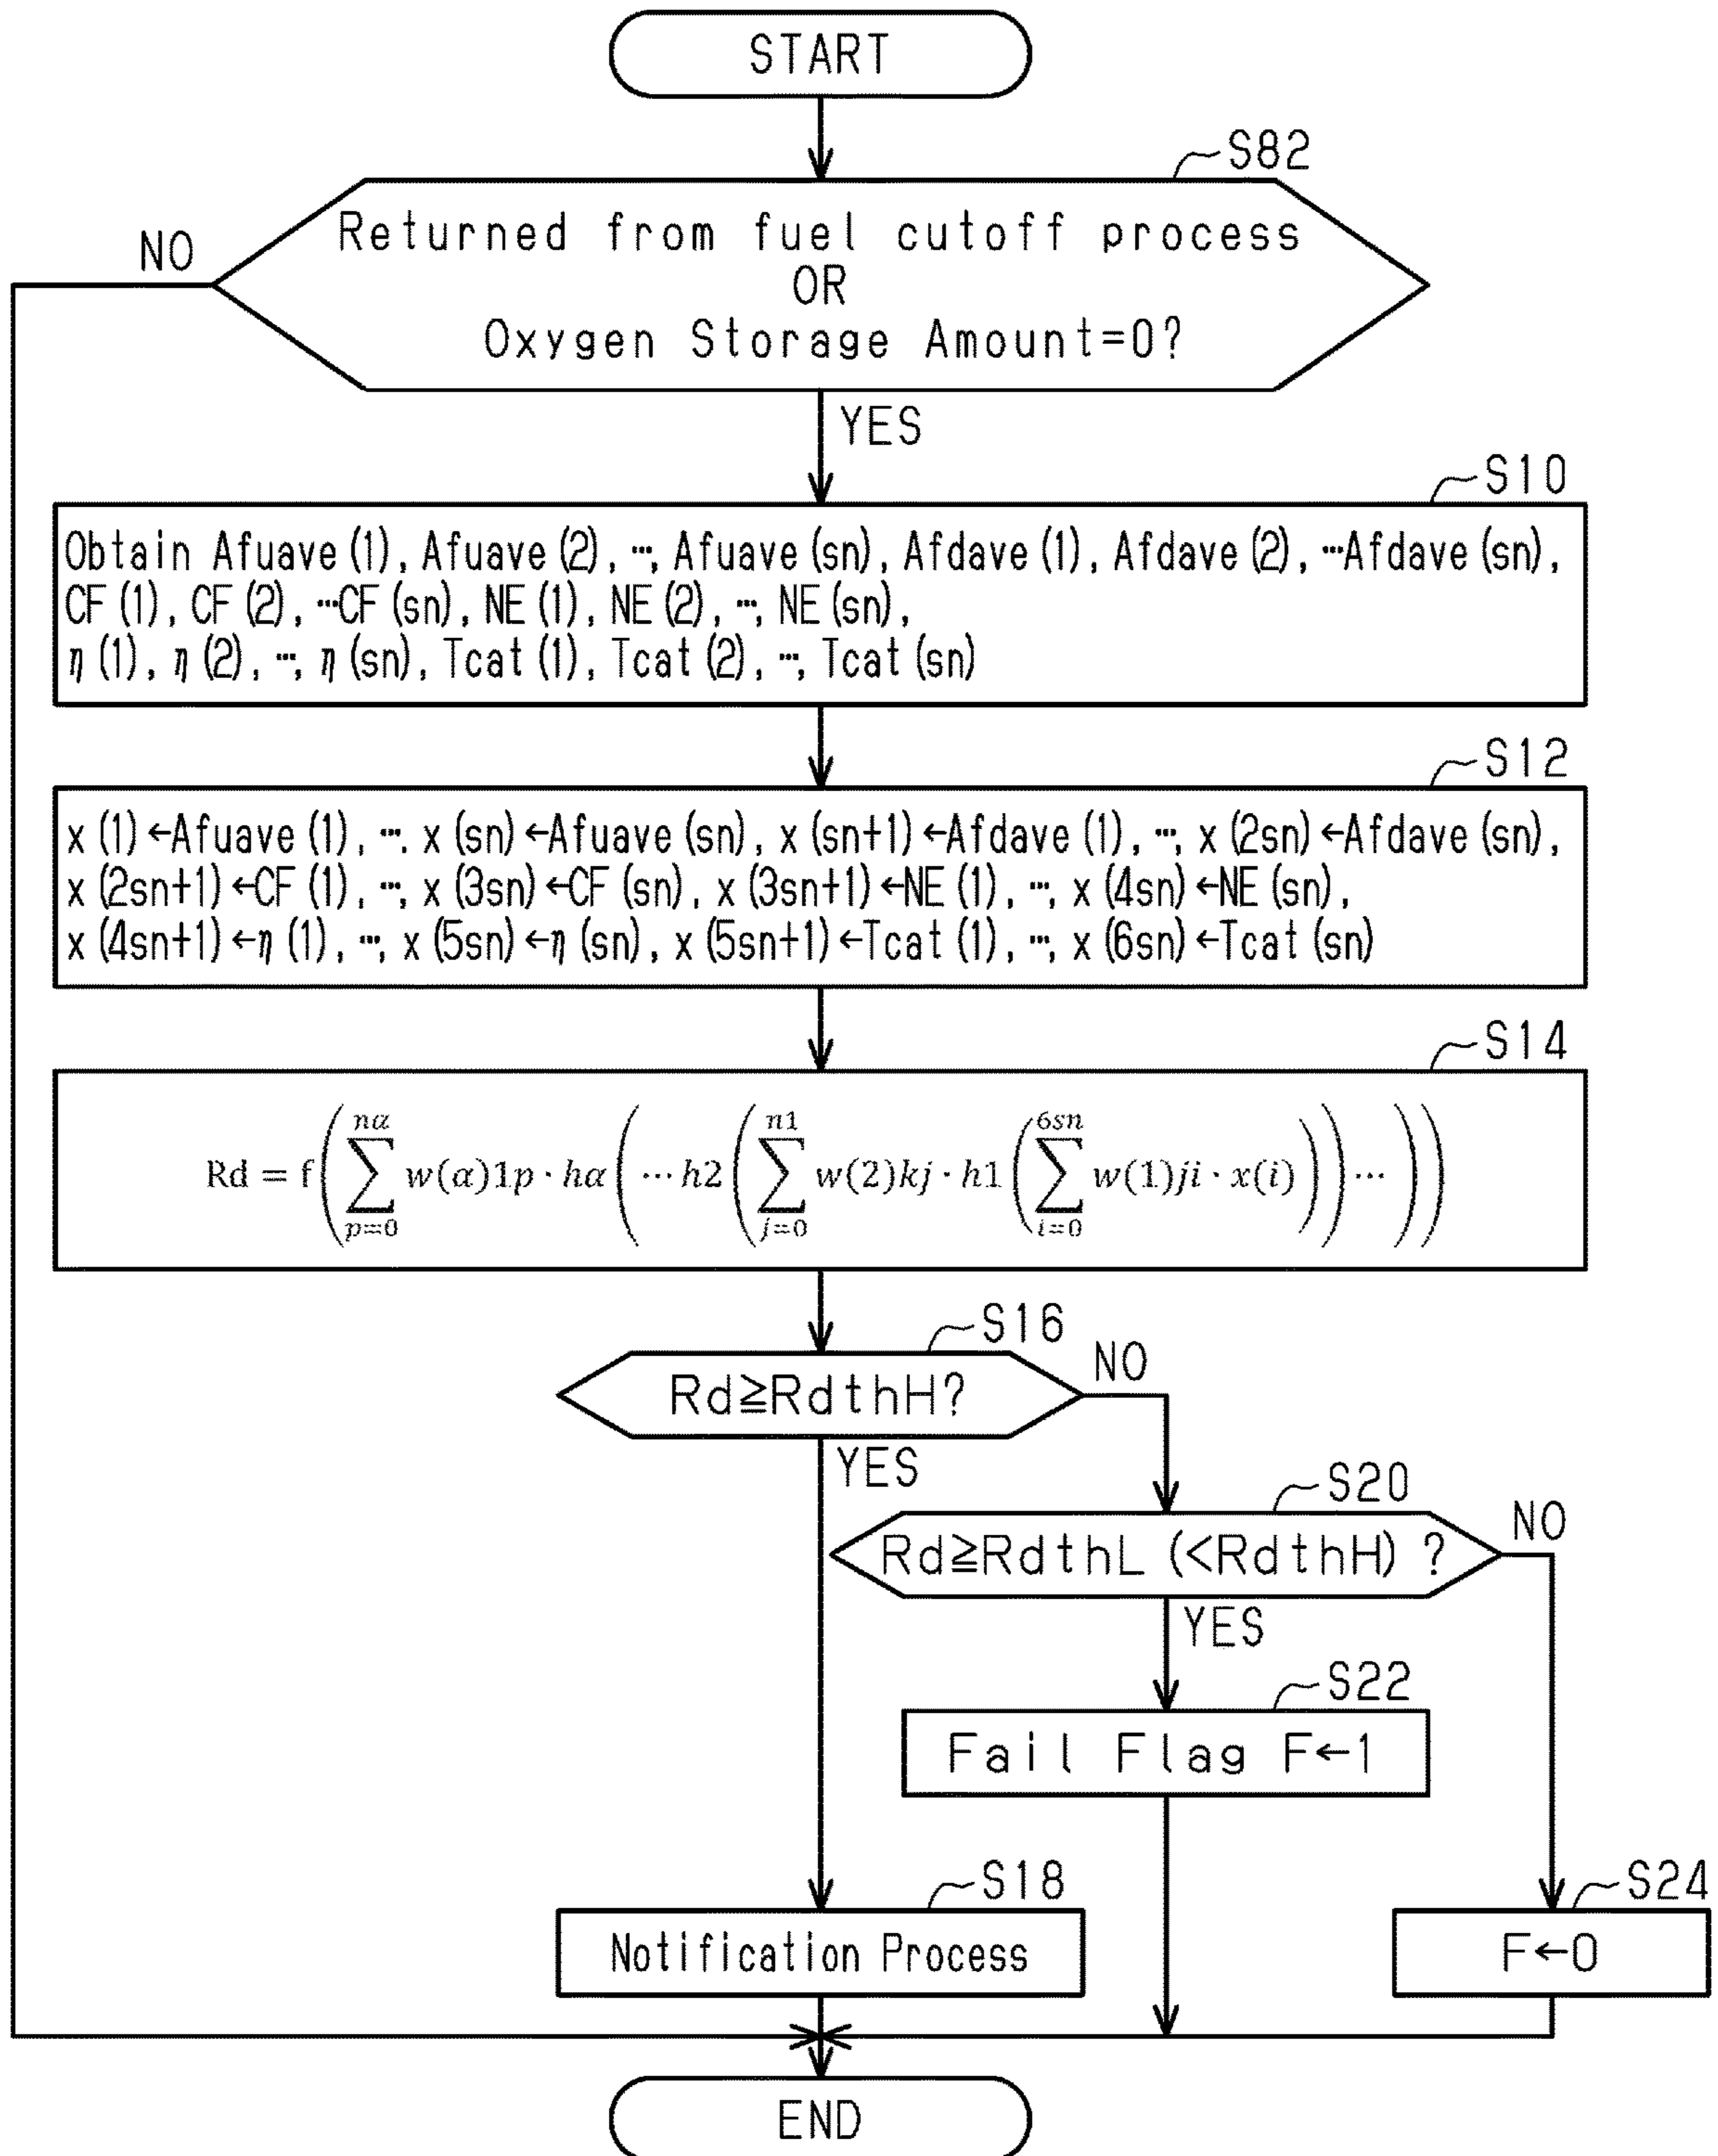 START
S82
Returned from fuel cutoff process
OR
Oxygen Storage Amount=0?
NO
YES
S10
Obtain Afuave(1), Afuave(2), …, Afuave(sn), Afdave(1), Afdave(2), …Afdave(sn),
CF(1), CF(2), …CF(sn), NE(1), NE(2), …, NE(sn),
η(1), η(2), …, η(sn), Tcat(1), Tcat(2), …, Tcat(sn)
S12
x(1)←Afuave(1), …. x(sn)←Afuave(sn), x(sn+1)←Afdave(1), …, x(2sn)←Afdave(sn),
x(2sn+1)←CF(1), …, x(3sn)←CF(sn), x(3sn+1)←NE(1), …, x(4sn)←NE(sn),
x(4sn+1)←η(1), …, x(5sn)←η(sn), x(5sn+1)←Tcat(1), …, x(6sn)←Tcat(sn)
S14
Rd = f(∑_{p=0}^{nα} w(α)1p · hα(⋯ h2(∑_{j=0}^{n1} w(2)kj · h1(∑_{i=0}^{6sn} w(1)ji · x(i)))⋯))
S16
Rd≧RdthH?
NO
YES
S20
Rd≧RdthL (<RdthH) ?
NO
YES
S22
Fail Flag F←1
S18
Notification Process
S24
F←0
END